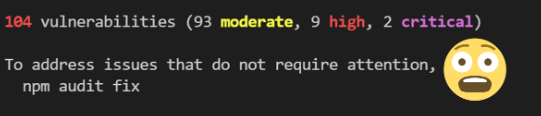 104 vulnerabilities (93 moderate, 9 high, 2 critical)
To address issues that do not require attention,
npm audit fix